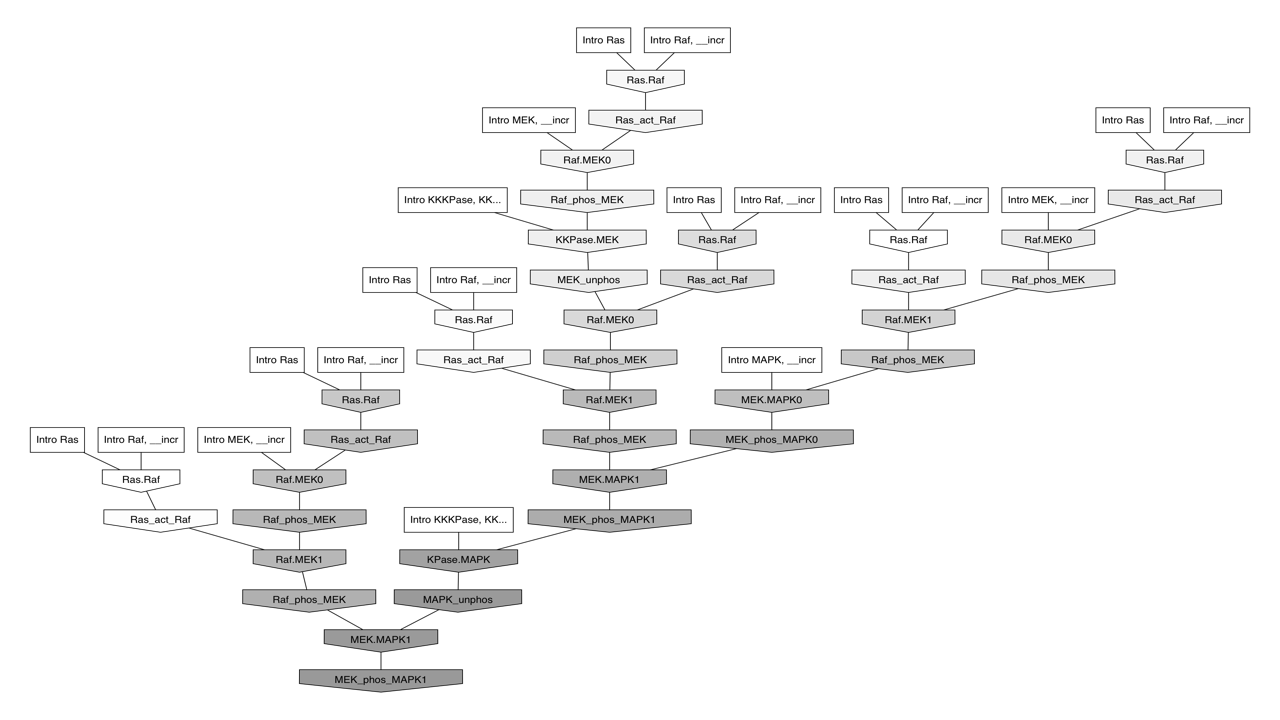 Intro Ras
Intro Raf, __incr
Ras.Raf
Intro MEK, __incr
Ras_act_Raf
Intro Ras
Intro Raf, __incr
Raf.MEK0
Ras.Raf
Intro KKKPase, KK...
Raf_phos_MEK
Intro Ras
Intro Raf, __incr
Intro Ras
Intro Raf, __incr
Intro MEK, __incr
Ras_act_Raf
KKPase.MEK
Ras.Raf
Ras.Raf
Raf.MEK0
Intro Ras
Intro Raf, __incr
MEK_unphos
Ras_act_Raf
Ras_act_Raf
Raf_phos_MEK
Ras.Raf
Raf.MEK0
Raf.MEK1
Intro Ras
Intro Raf, __incr
Ras_act_Raf
Raf_phos_MEK
Intro MAPK, __incr
Raf_phos_MEK
Ras.Raf
Raf.MEK1
MEK.MAPK0
Intro Ras
Intro Raf, __incr
Intro MEK, __incr
Ras_act_Raf
Raf_phos_MEK
MEK_phos_MAPK0
Ras.Raf
Raf.MEK0
MEK.MAPK1
Ras_act_Raf
Raf_phos_MEK
Intro KKKPase, KK...
MEK_phos_MAPK1
Raf.MEK1
KPase.MAPK
Raf_phos_MEK
MAPK_unphos
MEK.MAPK1
MEK_phos_MAPK1